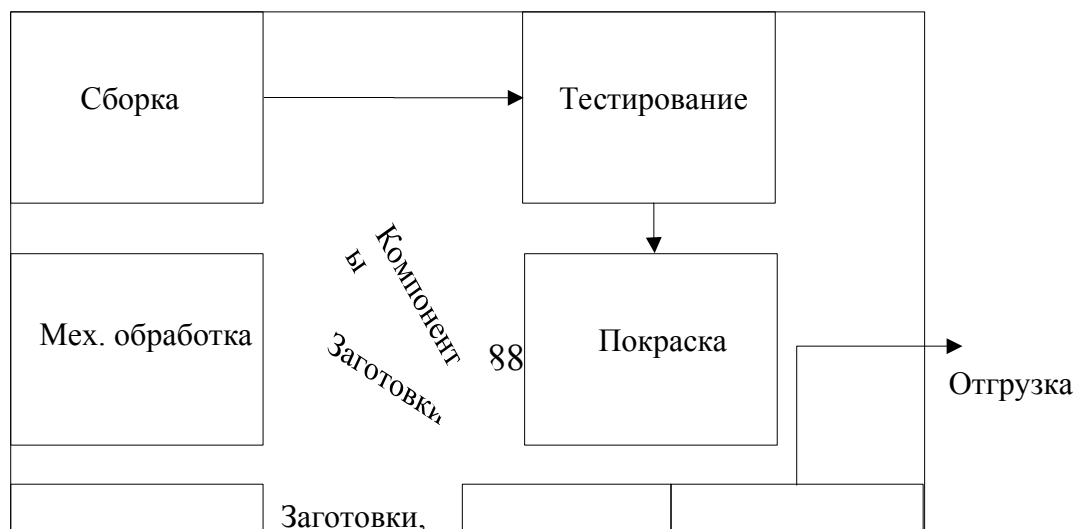 Сборка
Тестирование
Компонент
ы
Мех. обработка
Заготовки
88
Покраска
Отгрузка
Заготовки,